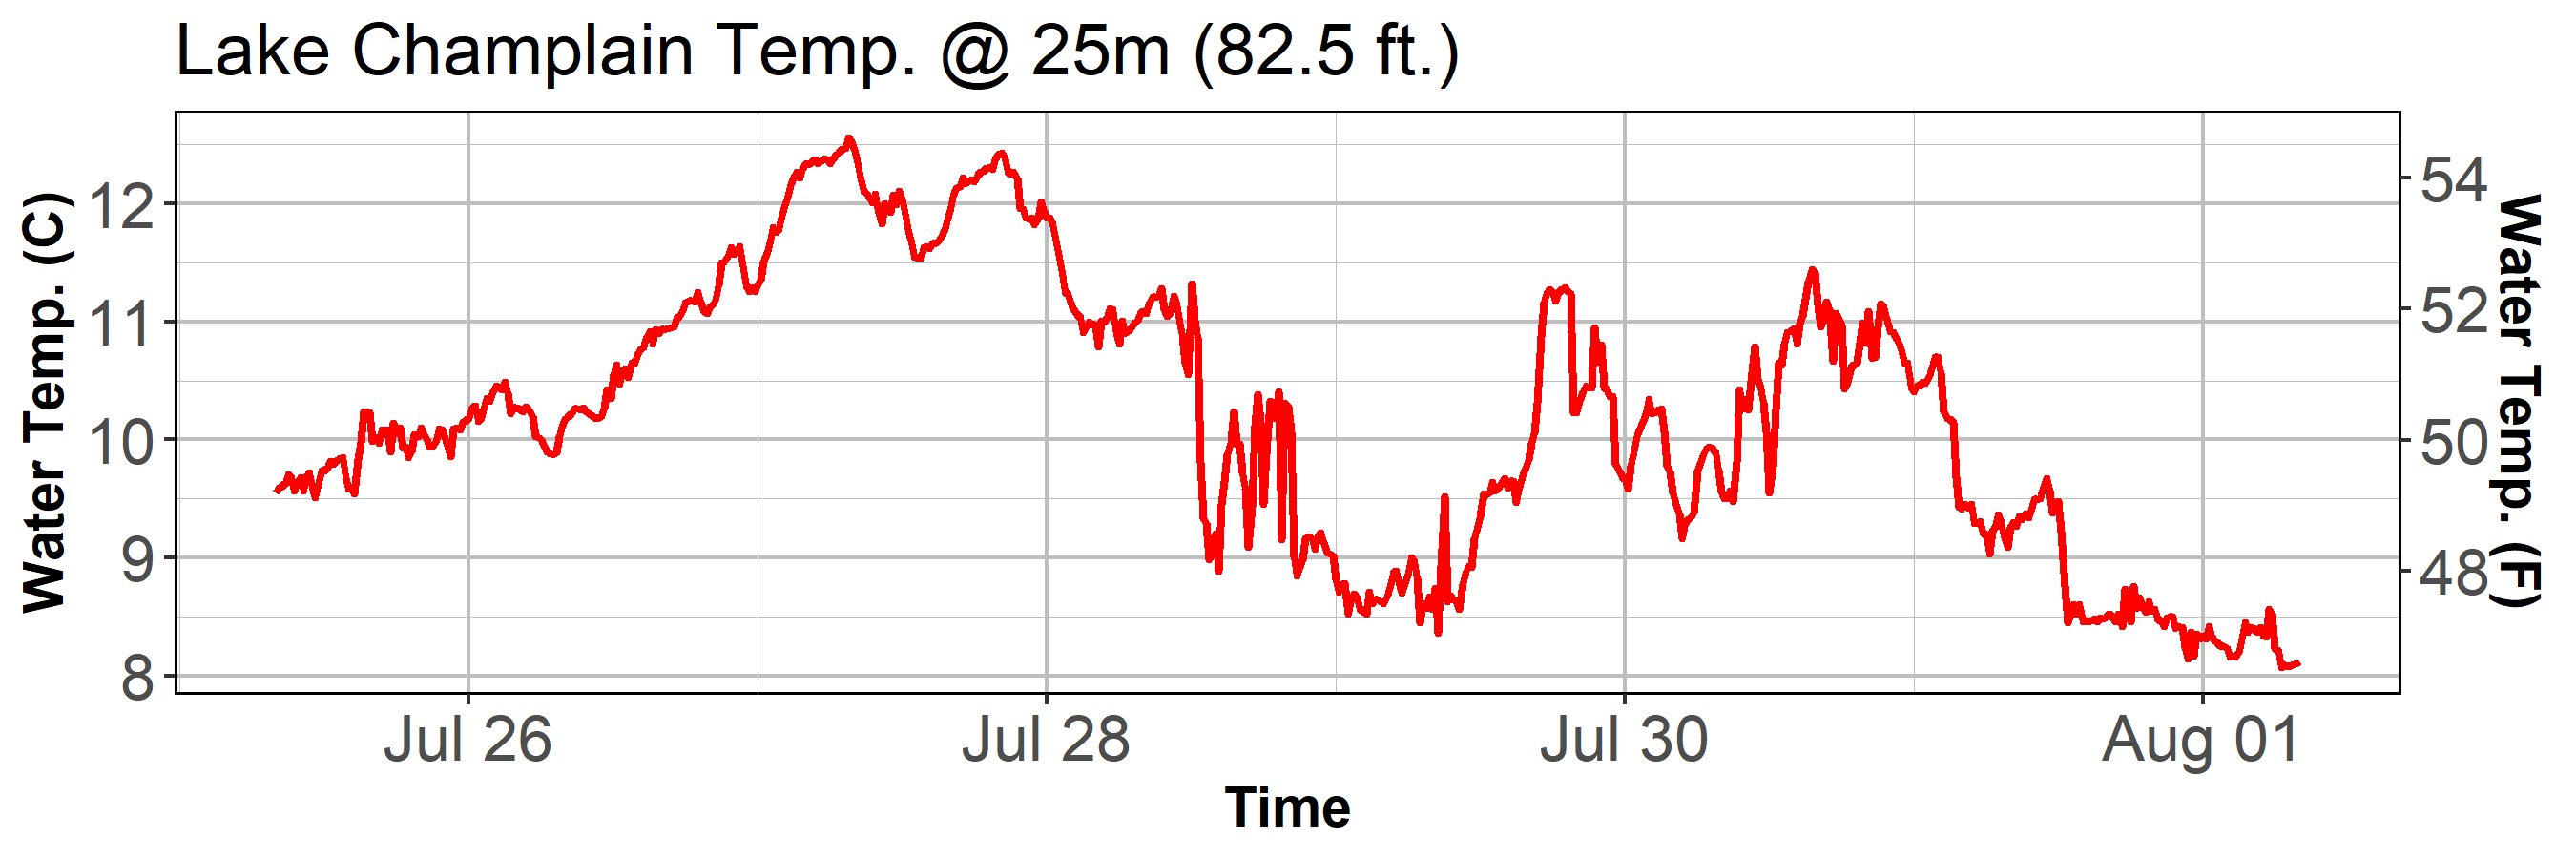 Lake Champlain Temp. @ 25m (82.5 ft.)
Water Temp. (C)
12
11
10
9
8
54
52
50
48
Water Temp. (F)
Jul 26
Jul 28
Jul 30
Aug 01
Time